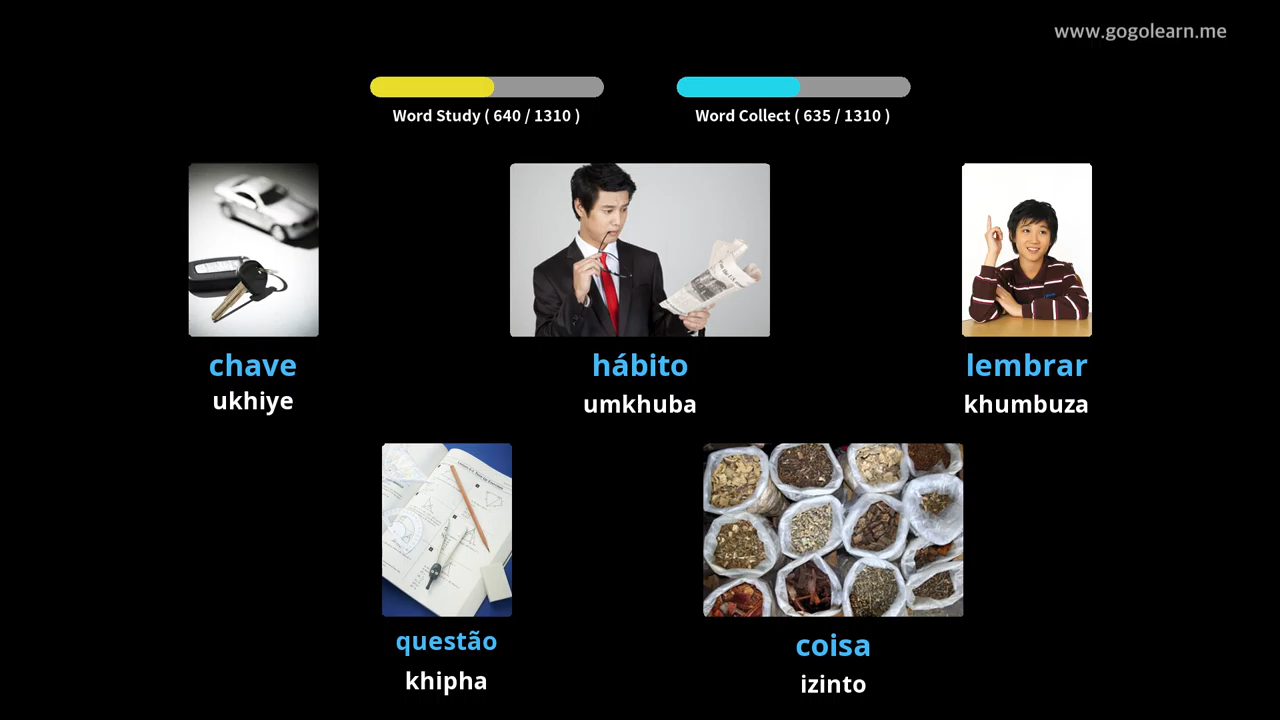 www.gogolearn.me
Word Study ( 640 / 1310 )
Word Collect ( 635 / 1310 )
chave
ukhiye
hábito
umkhuba
lembrar
khumbuza
questão
khipha
coisa
izinto